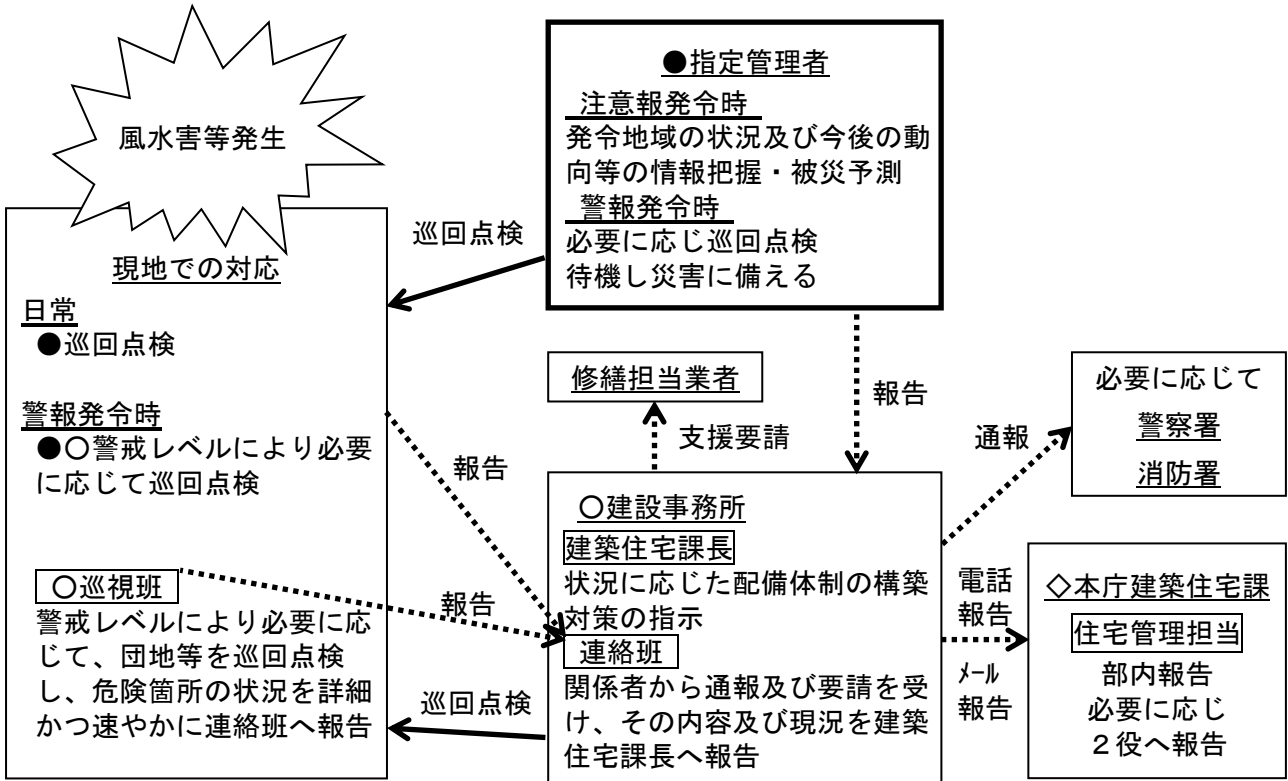 風水害等発生
●指定管理者
注意報発令時
発令地域の状況及び今後の動
向等の情報把握・被災予測
警報発令時
必要に応じ巡回点検
待機し災害に備える
巡回点検
現地での対応
日常
●巡回点検
警報発令時
●○警戒レベルにより必要
に応じて巡回点検
○巡視班
警戒レベルにより必要に応
じて、団地等を巡回点検
し、危険箇所の状況を詳細
かつ速やかに連絡班へ報告
報告
報告
巡回点検
修繕担当業者
支援要請
報告
○建設事務所
建築住宅課長
状況に応じた配備体制の構築
対策の指示
連絡班
関係者から通報及び要請を受
け、その内容及び現況を建築
住宅課長へ報告
通報
必要に応じて
警察署
消防署
電話
報告
ﾒｰﾙ
報告
◇本庁建築住宅課
住宅管理担当
部内報告
必要に応じ
２役へ報告